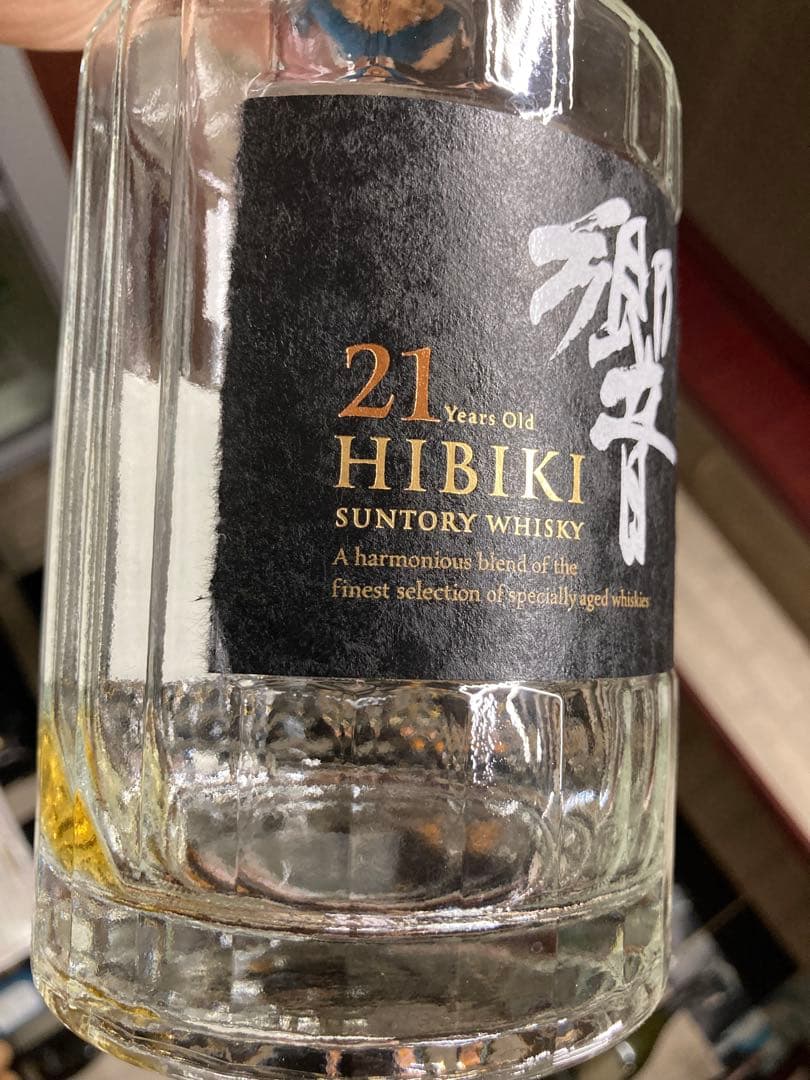 響
21 Years Old
HIBIKI
SUNTORY WHISKY
A harmonious blend of the
finest selection of specially aged whiskies